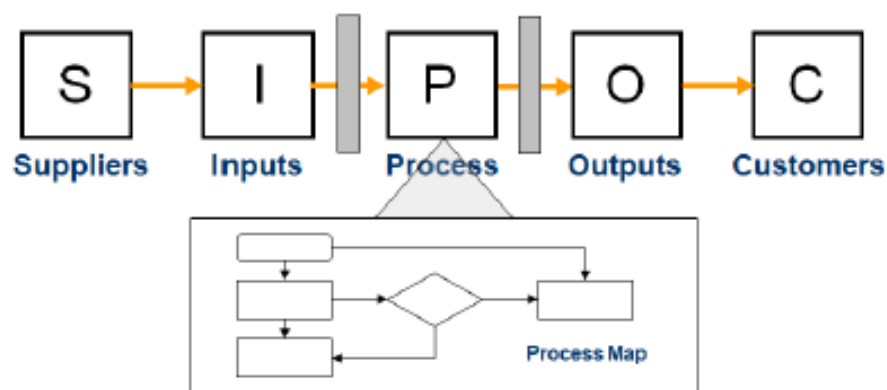 S I P O C
Suppliers Inputs Process Outputs Customers
Process Map